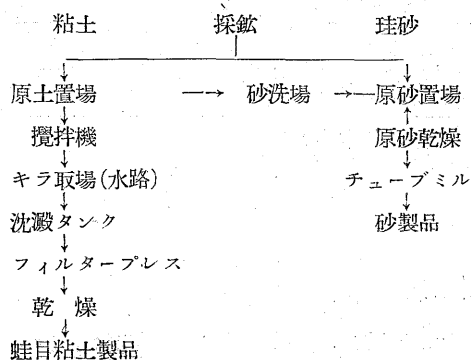 粘土 採鉱 珪砂
原土置場 → 砂洗場 → 原砂置場
攪拌機 原砂乾燥
キラ取場(水路) チューブミル
沈澱タンク 砂製品
フィルタープレス
乾燥
蛙目粘土製品